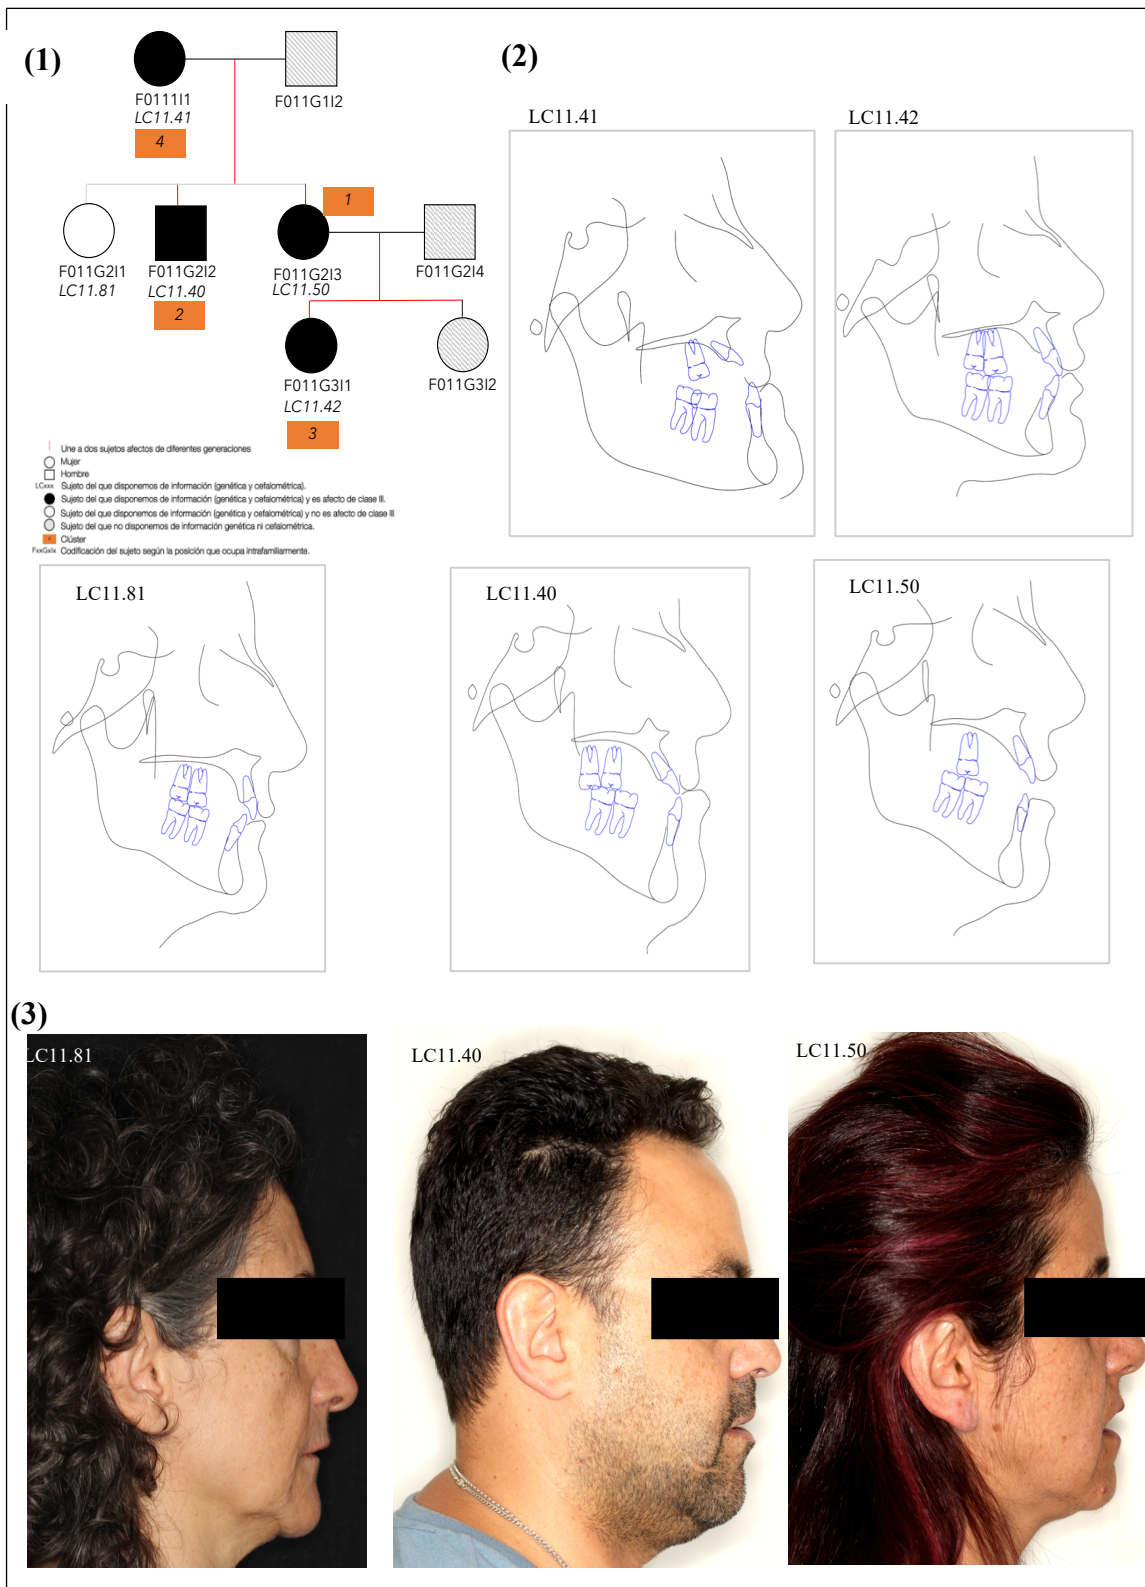 (1)
F0111I1
LC11.41
4
F011G1I2
1
F011G2I1
LC11.81
F011G2I2
LC11.40
2
F011G2I3
LC11.50
F011G2I4
F011G3I1
LC11.42
3
F011G3I2
Une a dos sujetos afectos de diferentes generaciones
Mujer
Hombre
LCxxx Sujeto del que disponemos de información (genética y cefalométrica).
Sujeto del que disponemos de información (genética y cefalométrica) y es afecto de clase III.
Sujeto del que disponemos de información (genética y cefalométrica) y no es afecto de clase III.
Sujeto del que no disponemos de información genética ni cefalométrica.
Clúster
FxxGxIx Codificación del sujeto según la posición que ocupa intrafamiliarmente.
(2)
LC11.41
LC11.42
LC11.81
LC11.40
LC11.50
(3)
LC11.81
LC11.40
LC11.50